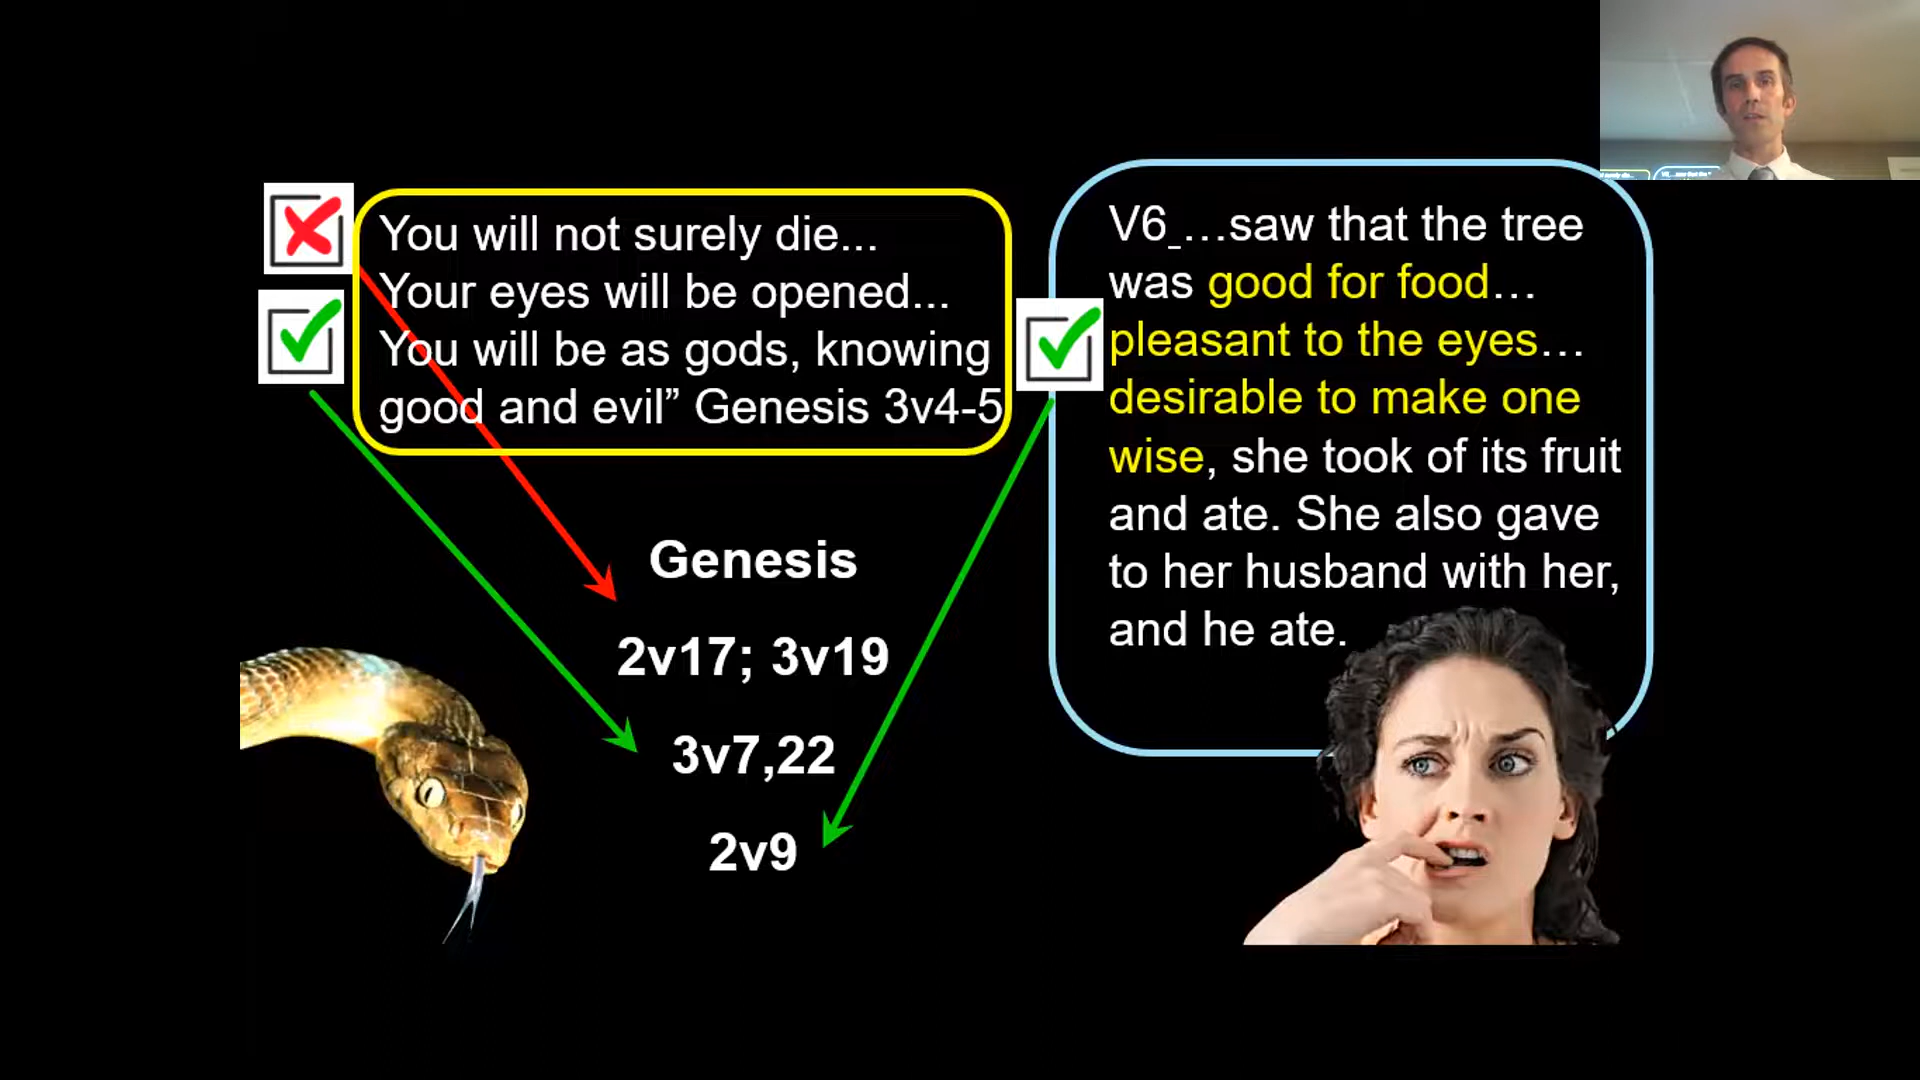 You will not surely die...
Your eyes will be opened...
You will be as gods, knowing
good and evil” Genesis 3v4-5
V6_...saw that the tree
was good for food...
pleasant to the eyes...
desirable to make one
wise, she took of its fruit
and ate. She also gave
to her husband with her,
and he ate.
Genesis
2v17; 3v19
3v7,22
2v9